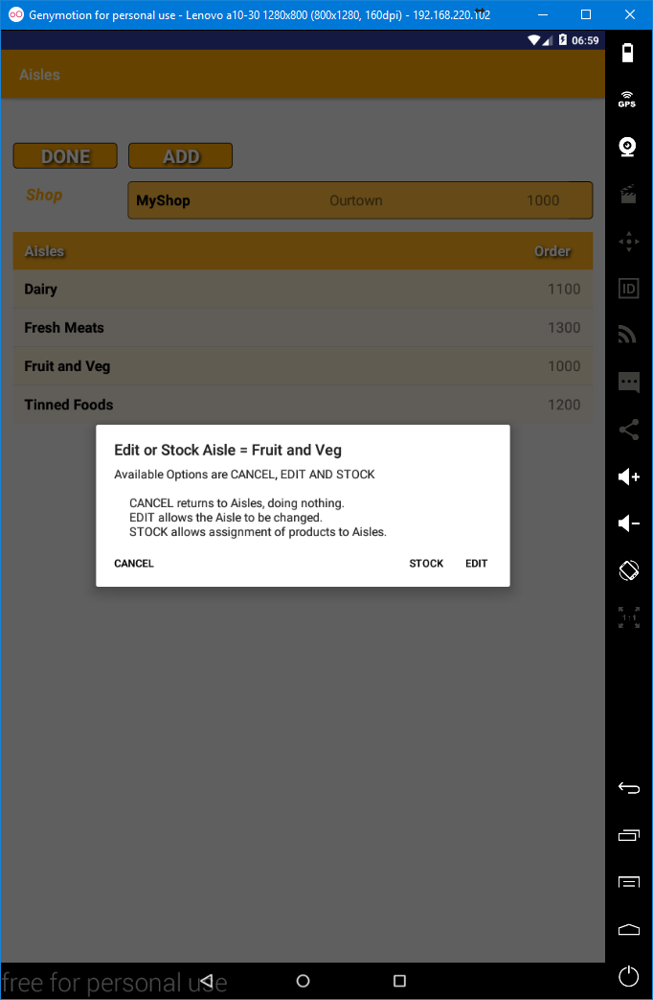 Genymotion for personal use - Lenovo a10-30 1280x800 (800x1280, 160dpi) - 192.168.220.102
06:59
Aisles
GPS
DONE ADD
Shop MyShop Ourtown 1000
Aisles Order
Dairy 1100
ID
Fresh Meats 1300
Fruit and Veg 1000
Tinned Foods 1200
Edit or Stock Aisle = Fruit and Veg
Available Options are CANCEL, EDIT AND STOCK
CANCEL returns to Aisles, doing nothing.
EDIT allows the Aisle to be changed.
STOCK allows assignment of products to Aisles.
CANCEL STOCK EDIT
1:1
free for personal use